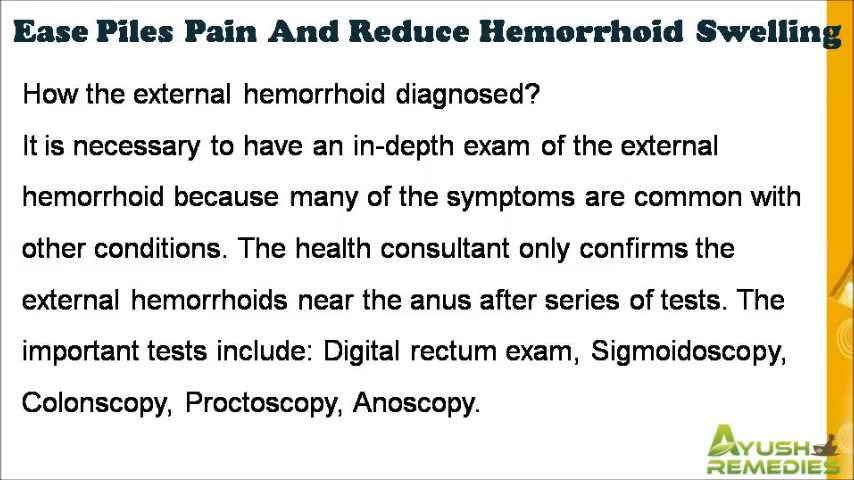 Ease Piles Pain And Reduce Hemorrhoid Swelling
How the external hemorrhoid diagnosed?
It is necessary to have an in-depth exam of the external
hemorrhoid because many of the symptoms are common with
other conditions. The health consultant only confirms the
external hemorrhoids near the anus after series of tests. The
important tests include: Digital rectum exam, Sigmoidoscopy,
Colonscopy, Proctoscopy, Anoscopy.
AYUSH
REMEDIES